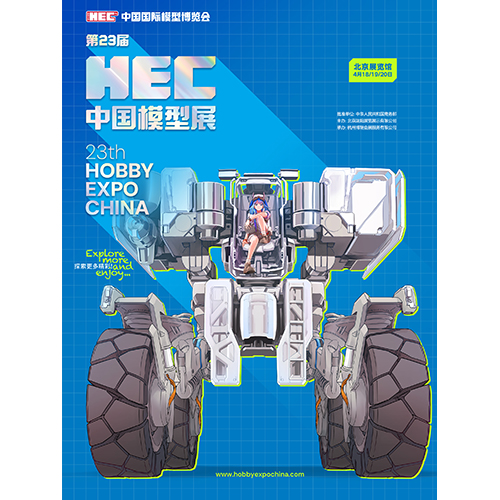 HEC 中国国际模型博览会
第23届
HEC
中国模型展
23th
HOBBY
EXPO
CHINA
北京展览馆
4月18/19/20日
Explore
more
and
enjoy...
探索更多精彩!
www.hobbyexpochina.com